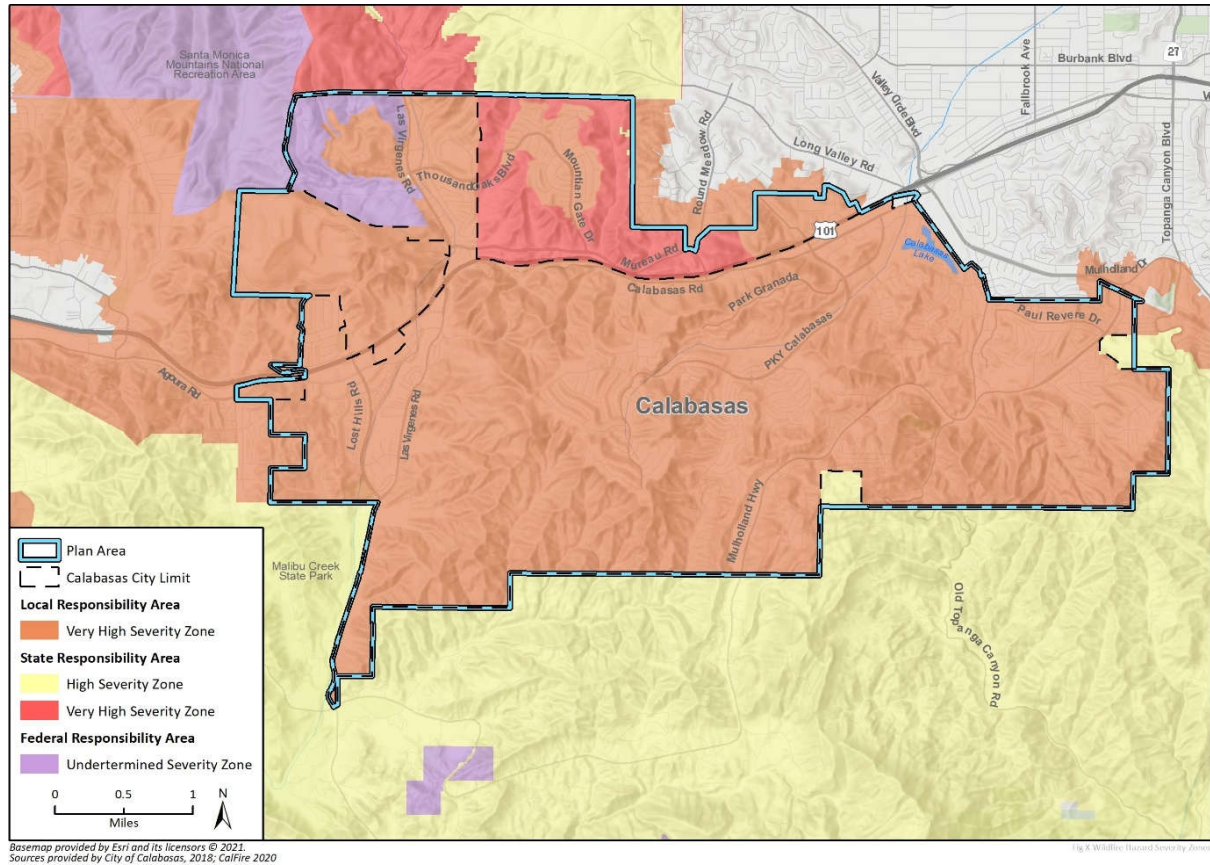 Santa Monica
Mountains National
Recreation Area
27
Burbank Blvd
Fallbrook Ave
Valley Circle Blvd
Topanga Canyon Blvd
Long Valley Rd
Round Meadow Rd
Las Virgenes Rd
Thousand Oaks Blvd
Mountian Gate Dr
Mureau Rd
101
Calabasas
Lake
Mulholland Dr
Calabasas Rd
Park Granada
Paul Revere Dr
PKY Calabasas
Agoura Rd
Lost Hills Rd
Las Virgenes Rd
Calabasas
Mulholland Hwy
Malibu Creek
State Park
Old Topanga Canyon Rd
Plan Area
Calabasas City Limit
Local Responsibility Area
Very High Severity Zone
State Responsibility Area
High Severity Zone
Very High Severity Zone
Federal Responsibility Area
Undertermined Severity Zone
0 0.5 1
Miles
N
Basemap provided by Esri and its licensors © 2021.
Sources provided by City of Calabasas, 2018; CalFire 2020
Fig X Wildfire Hazard Severity Zones